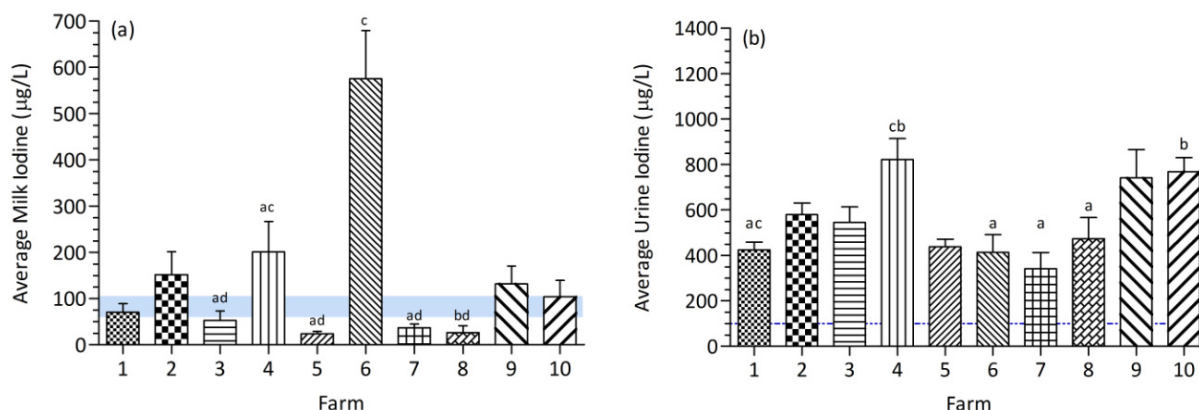 (a)
Average Milk Iodine (µg/L)
700
600
500
400
300
200
100
0
c
ac
ad
ad
ad
bd
1 2 3 4 5 6 7 8 9 10
Farm
(b)
Average Urine Iodine (µg/L)
1400
1200
1000
800
600
400
200
0
cb
b
ac
a
a
a
1 2 3 4 5 6 7 8 9 10
Farm